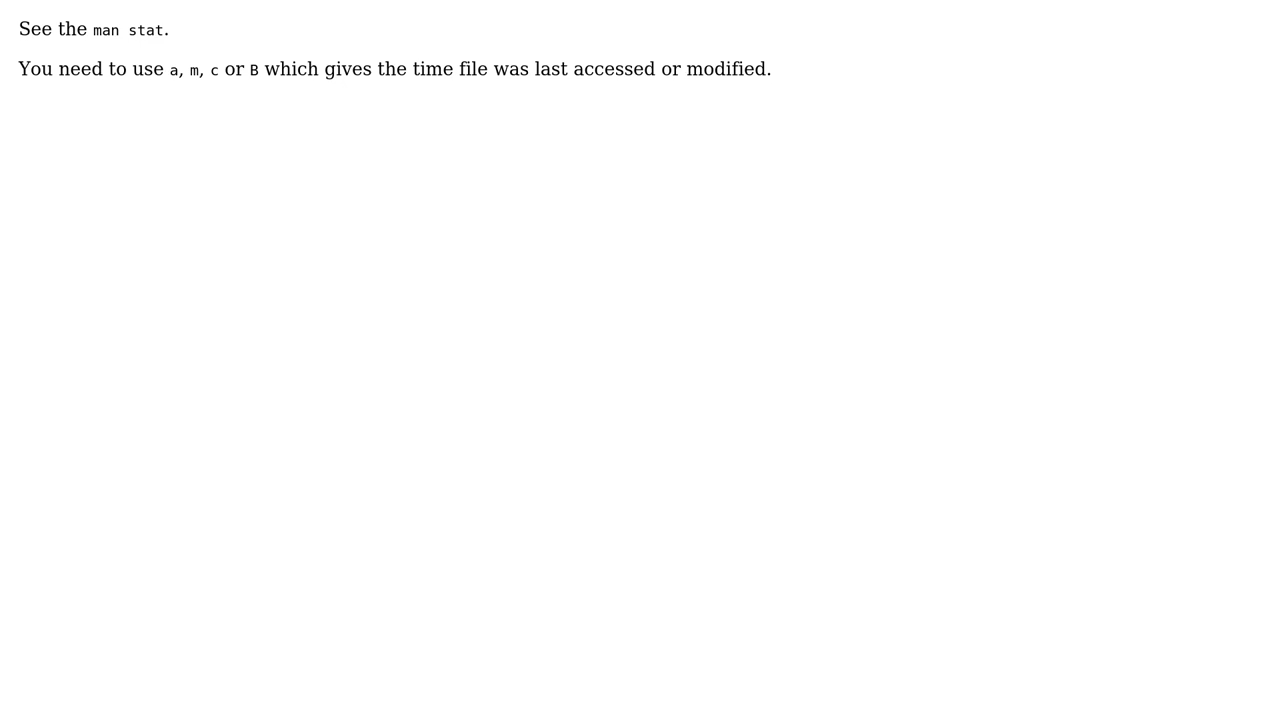 See the man stat.
You need to use a, m, c or B which gives the time file was last accessed or modified.